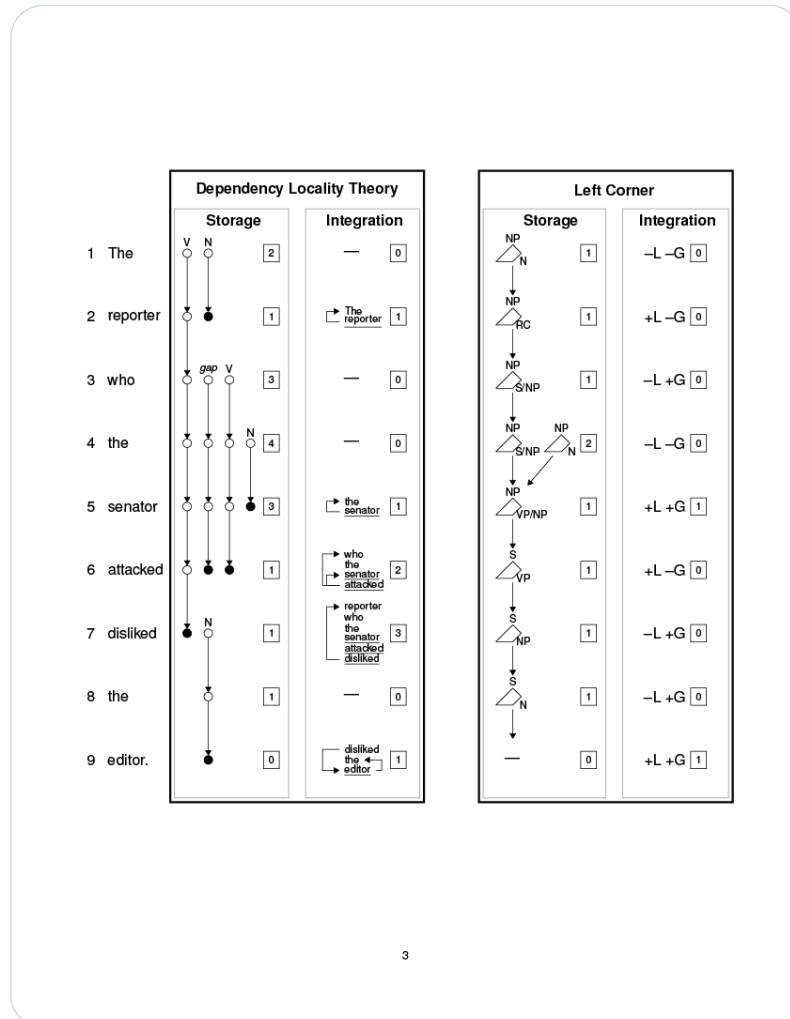 Dependency Locality Theory
Left Corner
Storage Integration Storage Integration
V N NP
1 The 2 — 0 N 1 –L –G 0
NP
2 reporter 1 The reporter 1 RC 1 +L –G 0
gap V NP
3 who 3 — 0 S/NP 1 –L +G 0
N NP NP
4 the 4 — 0 S/NP N 2 –L –G 0
NP
5 senator 3 the senator 1 VP/NP 1 +L +G 1
S
6 attacked 1 who the senator attacked 2 VP 1 +L –G 0
N S
7 disliked 1 reporter who the senator attacked disliked 3 NP 1 –L +G 0
S
8 the 1 — 0 N 1 –L +G 0
9 editor. 0 disliked the editor 1 — 0 +L +G 1
3